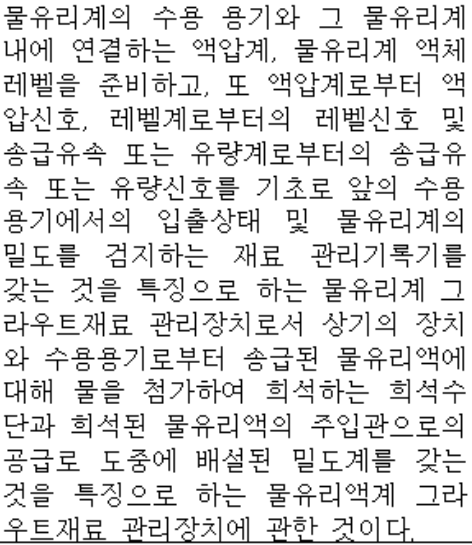 물유리계의 수용 용기와 그 물유리계
내에 연결하는 액압계, 물유리계 액체
레벨을 준비하고, 또 액압계로부터 액
압신호, 레벨계로부터의 레벨신호 및
송급유속 또는 유량계로부터의 송급유
속 또는 유량신호를 기초로 앞의 수용
용기에서의 입출상태 및 물유리계의
밀도를 검지하는 재료 관리기록기를
갖는 것을 특징으로 하는 물유리계 그
라우트재료 관리장치로서 상기의 장치
와 수용용기로부터 송급된 물유리액에
대해 물을 첨가하여 희석하는 희석수
단과 희석된 물유리액의 주입관으로의
공급로 도중에 배설된 밀도계를 갖는
것을 특징으로 하는 물유리액계 그라
우트재료 관리장치에 관한 것이다.